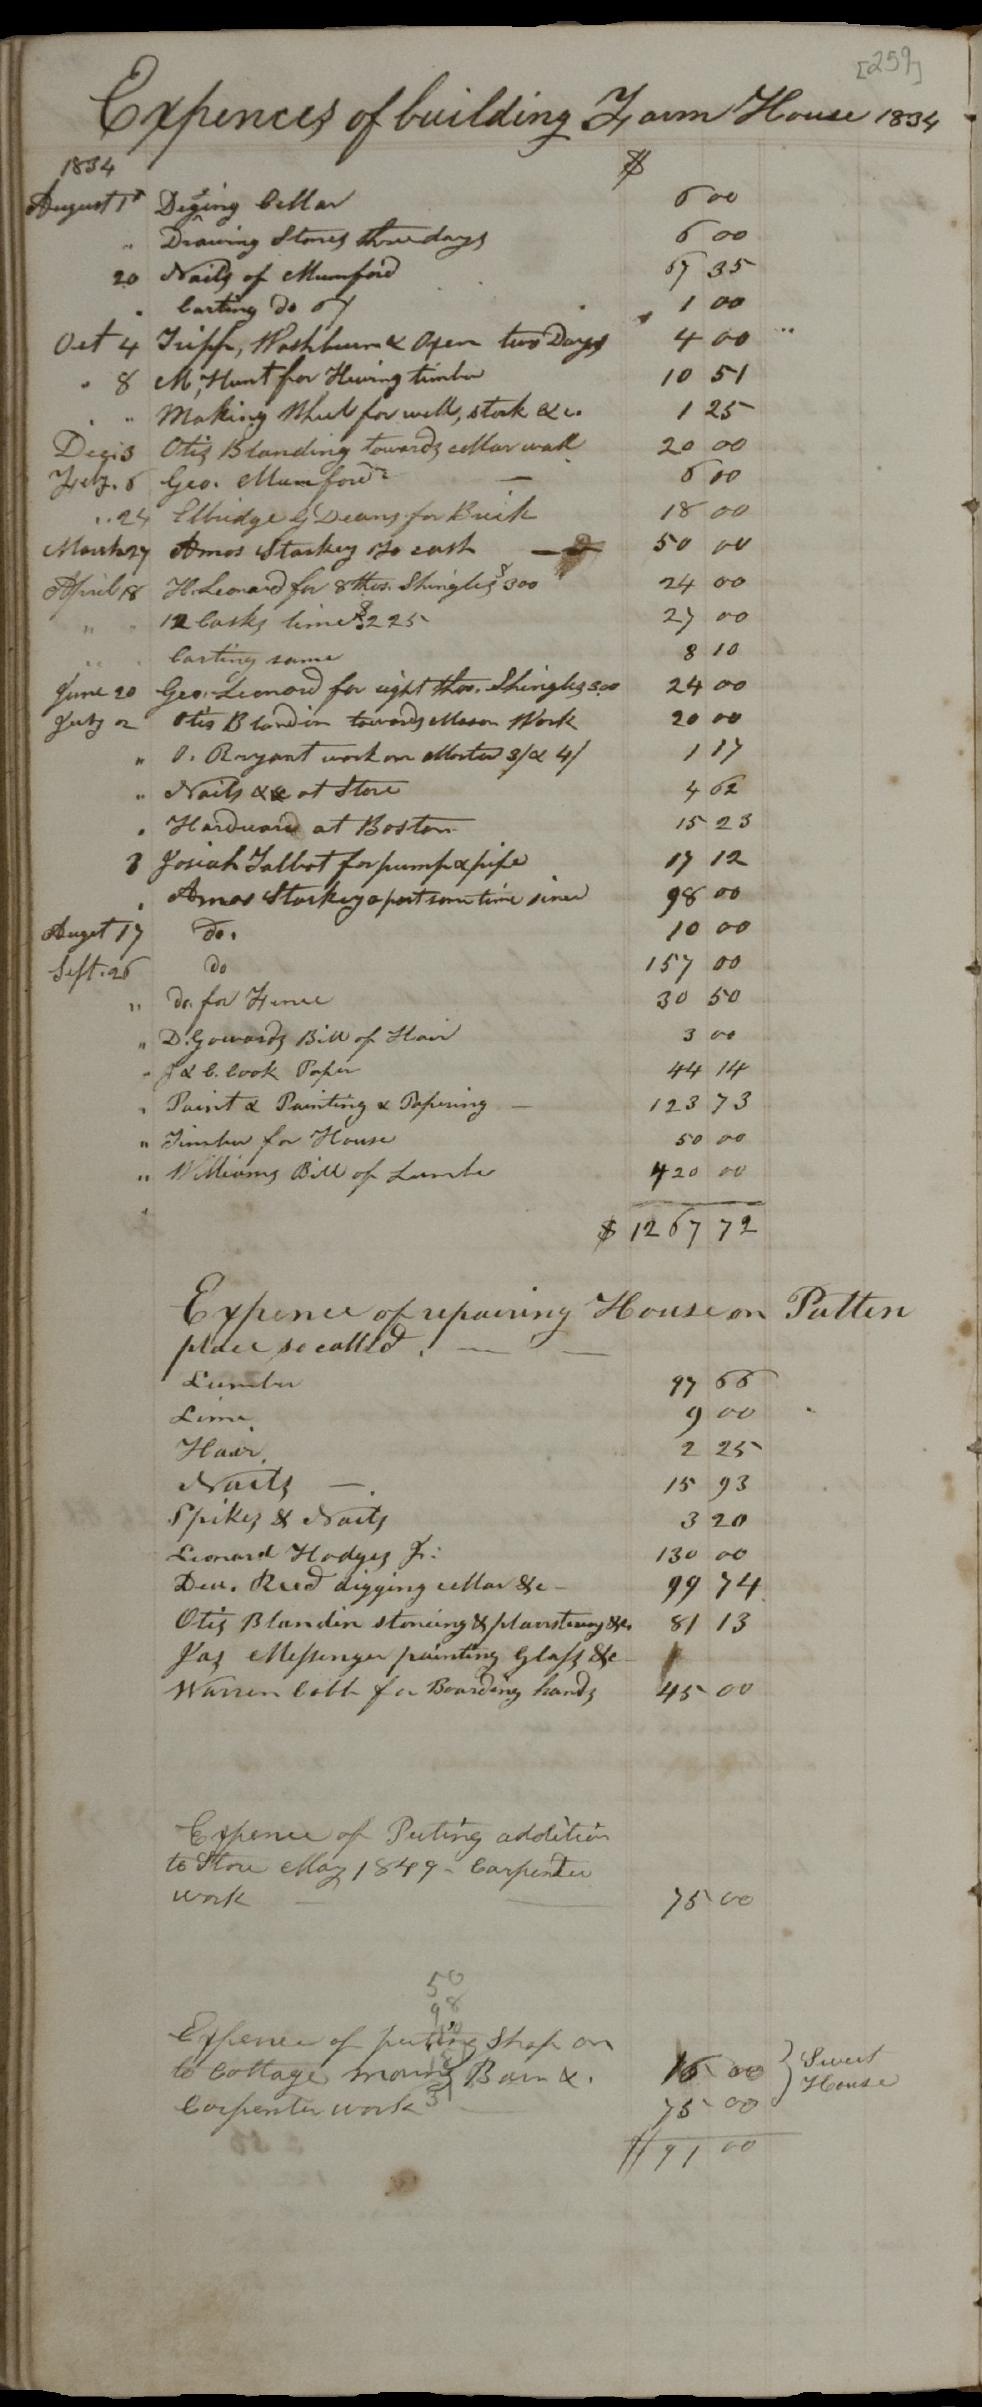 [259]
Expences of building Farm House 1834
1834 $
August 1st Diging Cellar 6 00
" Drawing Stones three days 6 00
20 Nails of Mumford 67 35
" Carting do 67 1 00
Oct 4 Tripp, Washburn & Oxen two Days 4 00
" 8 M, Hunt for Hewing timber 10 51
" Making Wheel for well, stock &c. 1 25
Dec. 3 Otis Blanding towards cellar wall 20 00
Feby. 6 Geo. Mumford — 6 00
" 24 Elbridge G Deans for Brick 18 00
March 27 Amos Starkey 50 cash — 50 00
April 18 H. Leonard for 8 thos. Shingles $3 00 24 00
" " 12 Casks lime $2 25 27 00
" Carting same 8 10
June 20 Geo. Leonard for eight thos. Shingles 3.00 24 00
July 2 Otis Blandin towards Mason Work 20 00
" O. Bryant work on Morter 3/ & 4/ 1 17
" Nails &c at Store 4 62
" Hardware at Boston 15 23
3 Josiah Talbot for pump & pipe 17 12
" Amos Starkey a part some time since 98 00
Augst 17 do. 10 00
Sept. 26 do 157 00
" do. for Fence 30 50
" D. Gowards Bill of Hair 3 00
" J & C. Cook Paper 44 14
" Paint & Painting & Papering — 123 73
" Timber for House 50 00
" Williams Bill of Lumber 420 00
$ 1267 72
Expence of repairing House on Patten
place so called. — —
Lumber 97 66
Lime 9 00
Hair. 2 25
Nails —. 15 93
Spikes & Nails 3 20
Leonard Hodges Jr: 130 00
Dea. Reed digging cellar &c — 99 74
Otis Blandin stoneing & plairstering &c. 81 13
Jas Messenger painting Glass &c
Warren Cobb for Boarding hands 45 00
Expence of Puting addition
to Store May 1849 - Carpenter
work — — 75 00
50
98
Expence of puting Shop on
to Cottage moving Barn &. 16 00 } Swest
House
Carpenter work — 75 00
$ 91 00